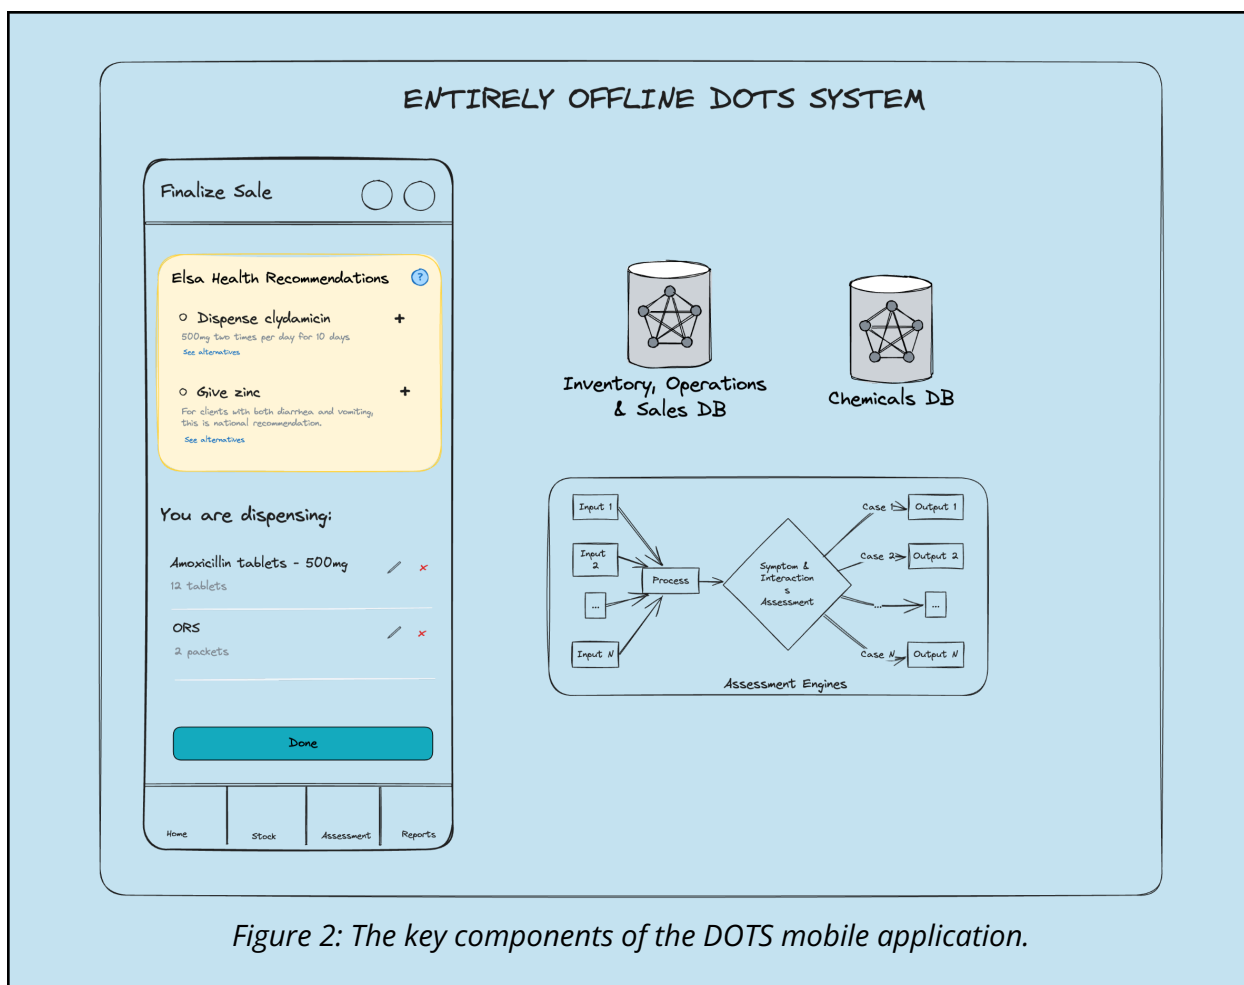 ENTIRELY OFFLINE DOTS SYSTEM
Finalize Sale
Elsa Health Recommendations
?
Dispense clydamicin
+
500mg two times per day for 10 days
See alternatives
Give zinc
+
For clients with both diarrhea and vomiting,
this is national recommendation.
See alternatives
You are dispensing:
Amoxicillin tablets - 500mg
12 tablets
ORS
2 packets
Done
Home
Stock
Assessment
Reports
Inventory, Operations
& Sales DB
Chemicals DB
Input 1
Input
2
...
Input N
Process
Symptom &
Interaction
s
Assessment
Case 1
Case 2
...
Case N
Output 1
Output 2
...
Output N
Assessment Engines
Figure 2: The key components of the DOTS mobile application.